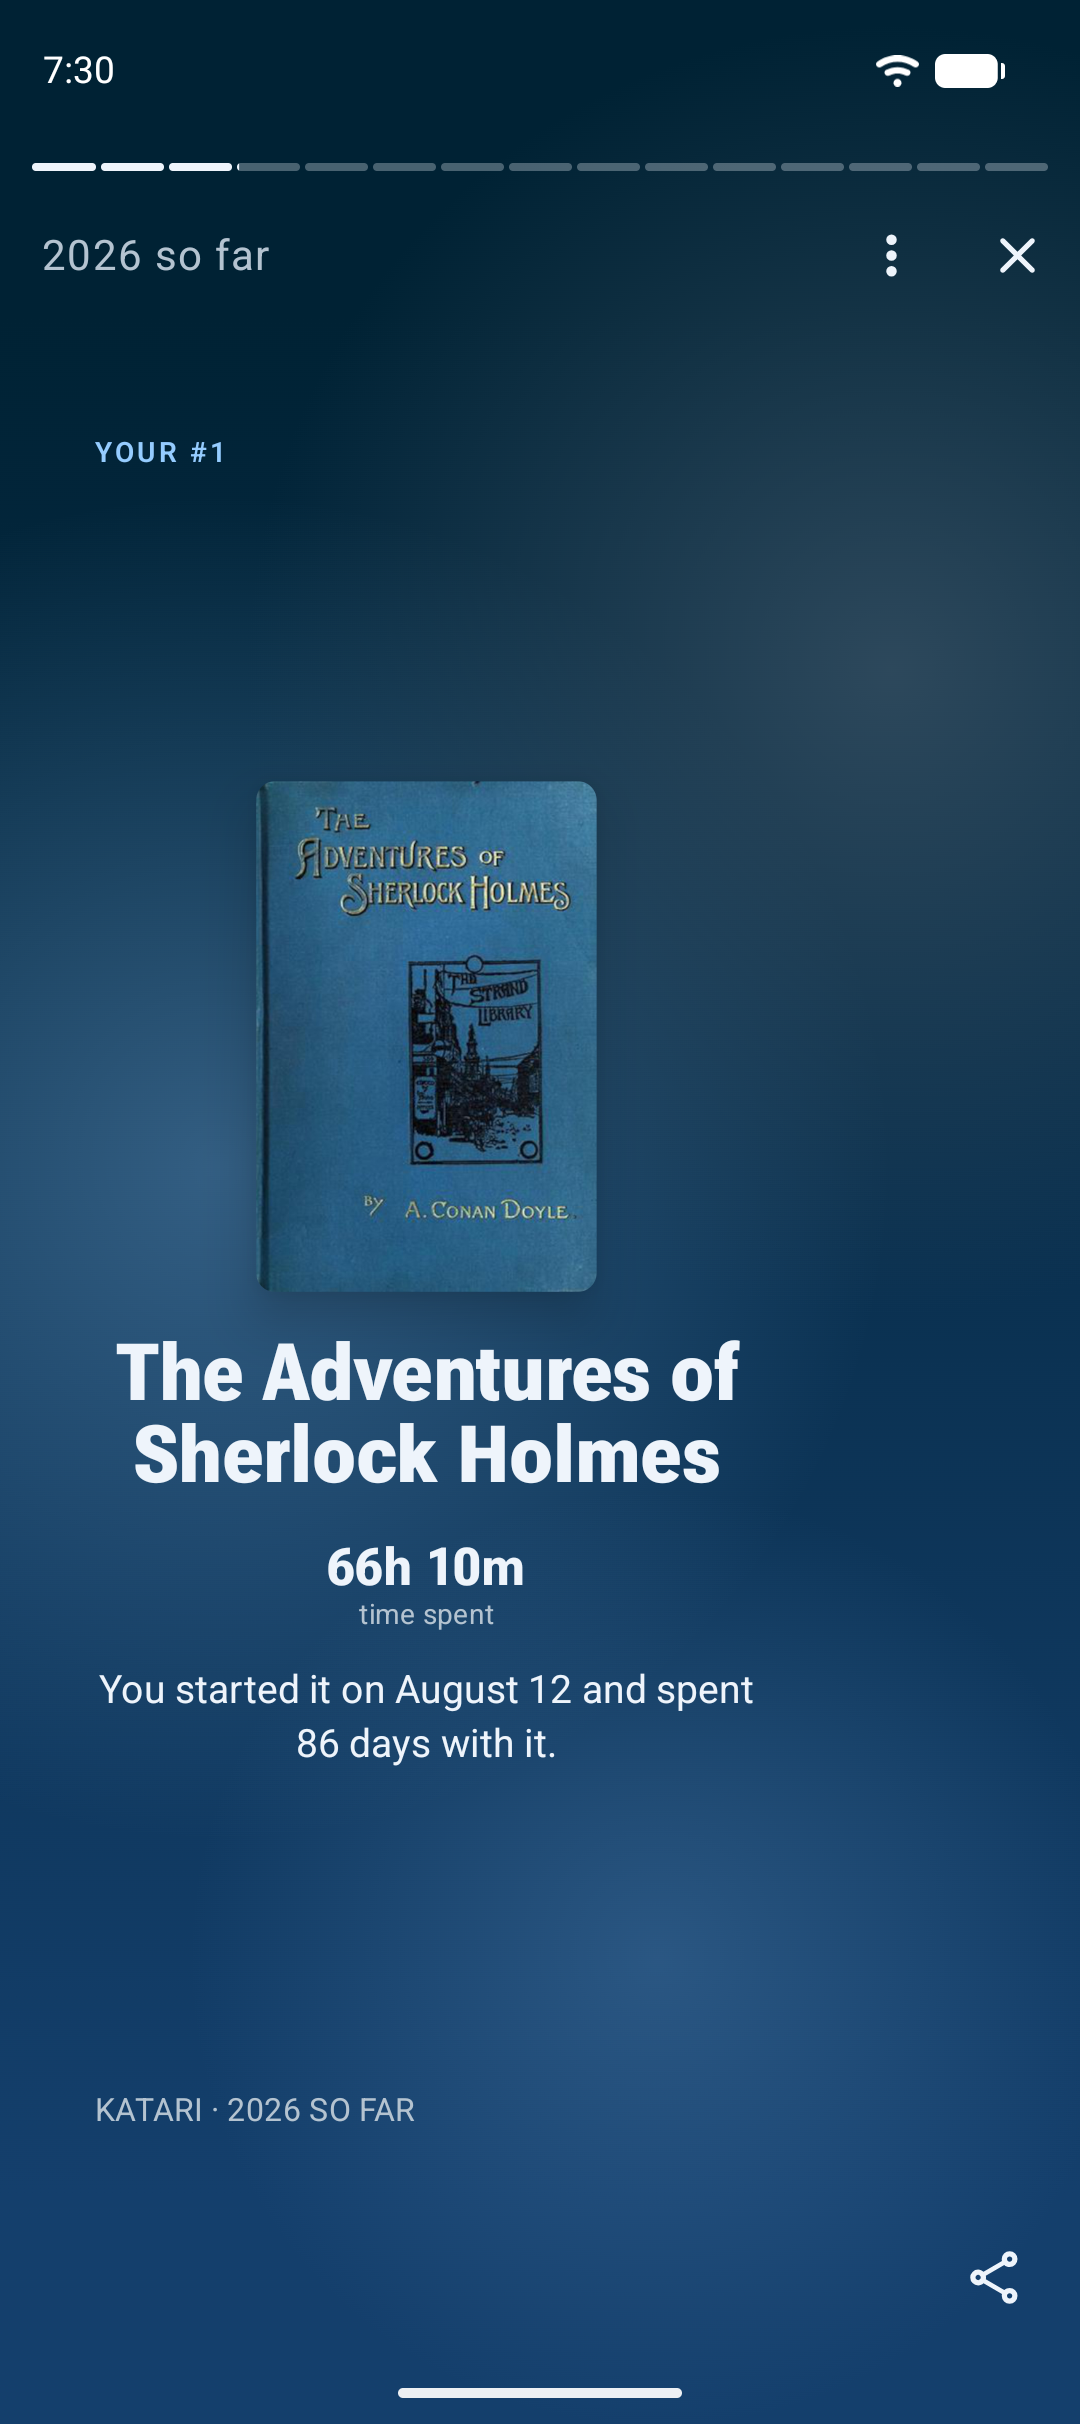 7:30
2026 so far
YOUR #1
THE
ADVENTURES OF
SHERLOCK HOLMES
THE
STRAND
LIBRARY
BY A. CONAN DOYLE.
The Adventures of
Sherlock Holmes
66h 10m
time spent
You started it on August 12 and spent
86 days with it.
KATARI · 2026 SO FAR